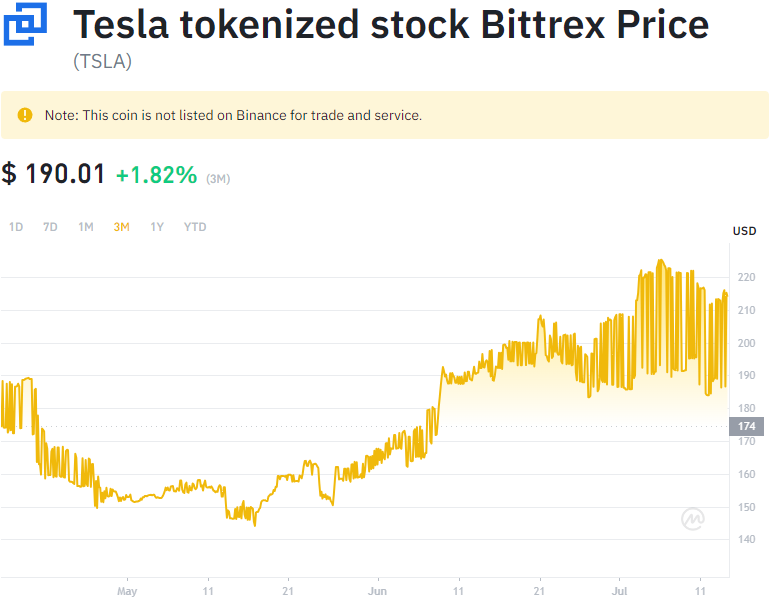 Tesla tokenized stock Bittrex Price
(TSLA)
Note: This coin is not listed on Binance for trade and service.
$ 190.01 +1.82% (3M)
1D 7D 1M 3M 1Y YTD
USD
220
210
200
190
180
174
170
160
150
140
May 11 21 Jun 11 21 Jul 11